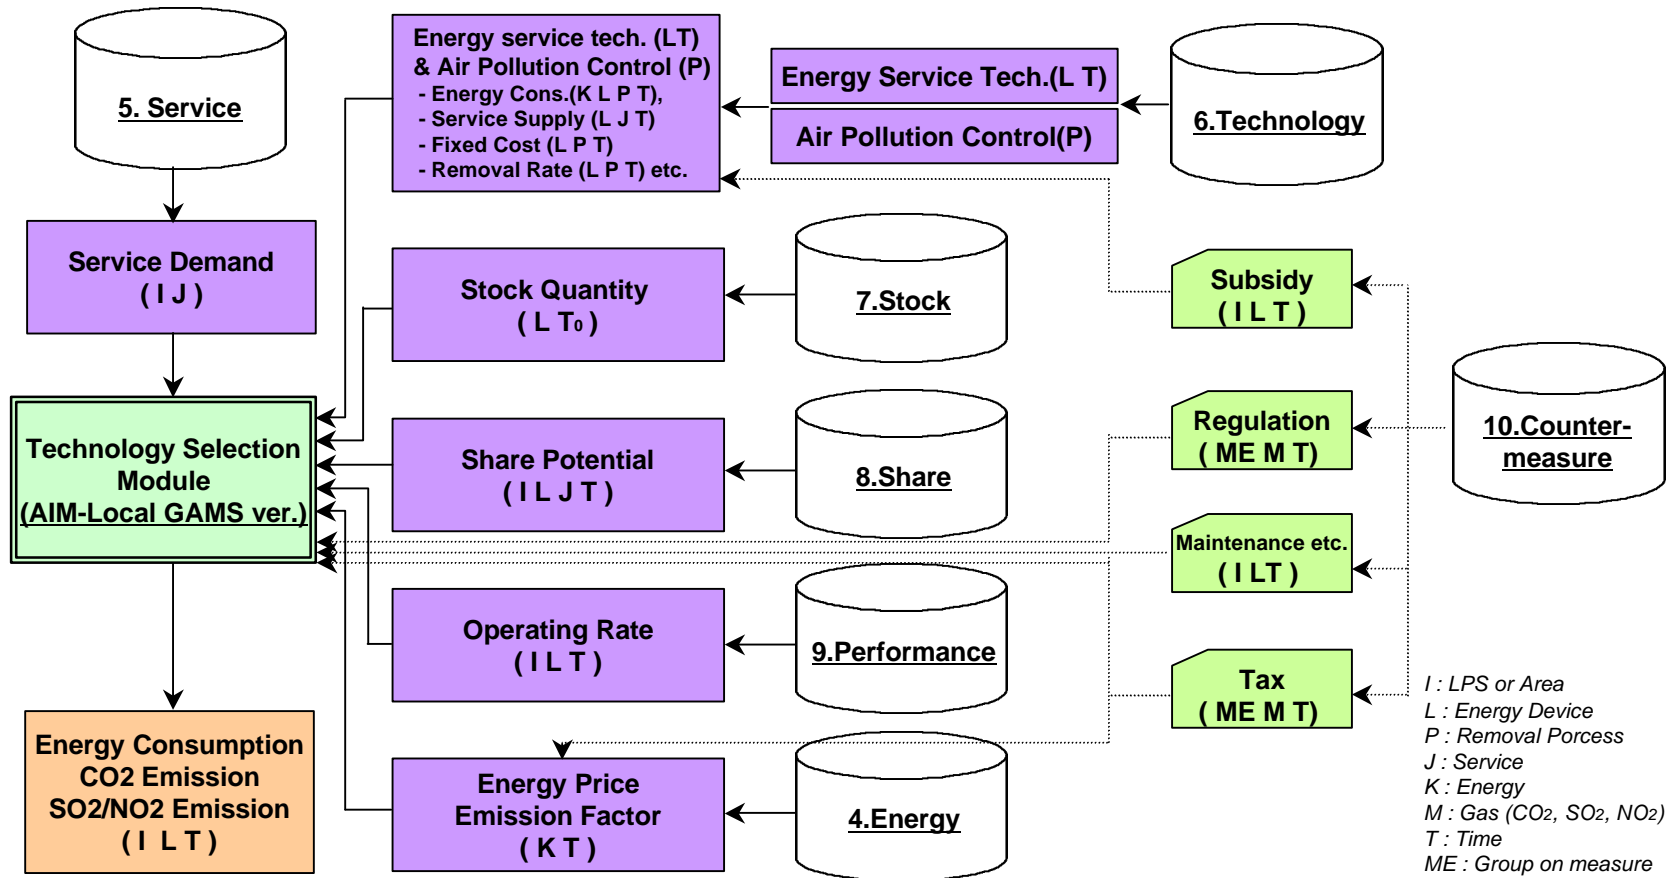 5. Service
Energy service tech. (LT)
& Air Pollution Control (P)
- Energy Cons.(K L P T),
- Service Supply (L J T)
- Fixed Cost (L P T)
- Removal Rate (L P T) etc.
Energy Service Tech.(L T)
Air Pollution Control(P)
6.Technology
Service Demand
( I J )
Stock Quantity
( L T0 )
7.Stock
Subsidy
( I L T )
Technology Selection
Module
(AIM-Local GAMS ver.)
Share Potential
( I L J T )
8.Share
Regulation
( ME M T )
10.Counter-
measure
Maintenance etc.
( I LT )
Operating Rate
( I L T )
9.Performance
Tax
( ME M T )
Energy Consumption
CO2 Emission
SO2/NO2 Emission
( I L T )
Energy Price
Emission Factor
( K T )
4.Energy
I : LPS or Area
L : Energy Device
P : Removal Porcess
J : Service
K : Energy
M : Gas (CO2, SO2, NO2)
T : Time
ME : Group on measure